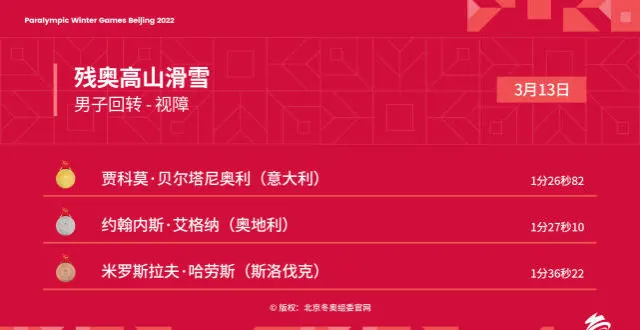 Paralympic Winter Games Beijing 2022
残奥高山滑雪
男子回转 - 视障
3月13日
贾科莫·贝尔塔尼奥利（意大利） 1分26秒82
约翰内斯·艾格纳（奥地利） 1分27秒10
米罗斯拉夫·哈劳斯（斯洛伐克） 1分36秒22
© 版权：北京冬奥组委官网